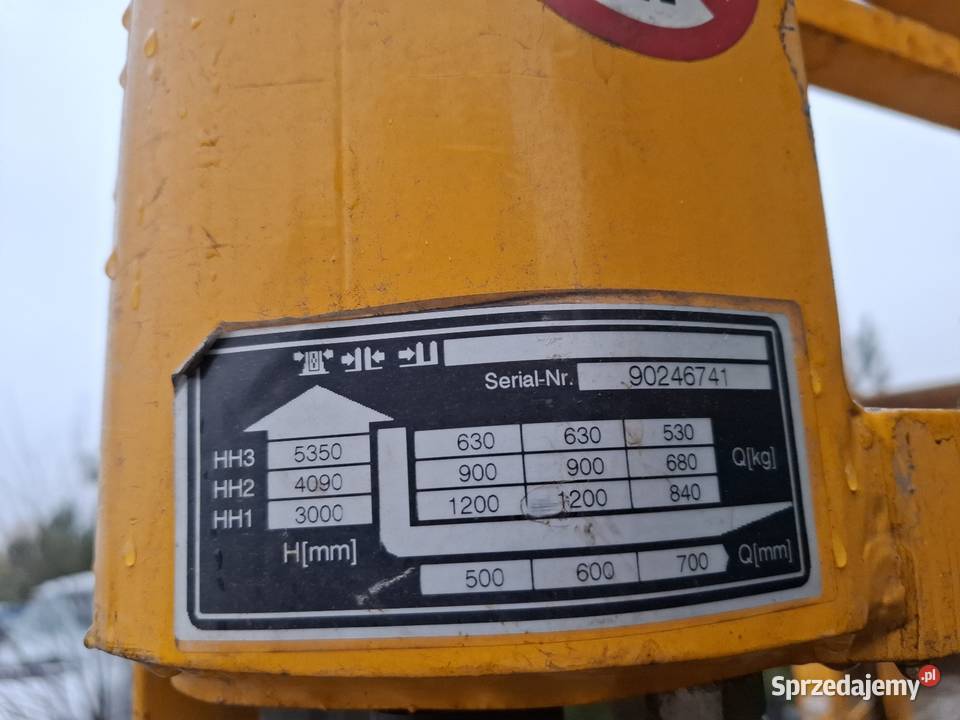 Serial-Nr. 90246741
HH3 5350 630 630 530 Q[kg]
HH2 4090 900 900 680
HH1 3000 1200 1200 840
H[mm] 500 600 700 Q[mm]
Sprzedajemy.pl